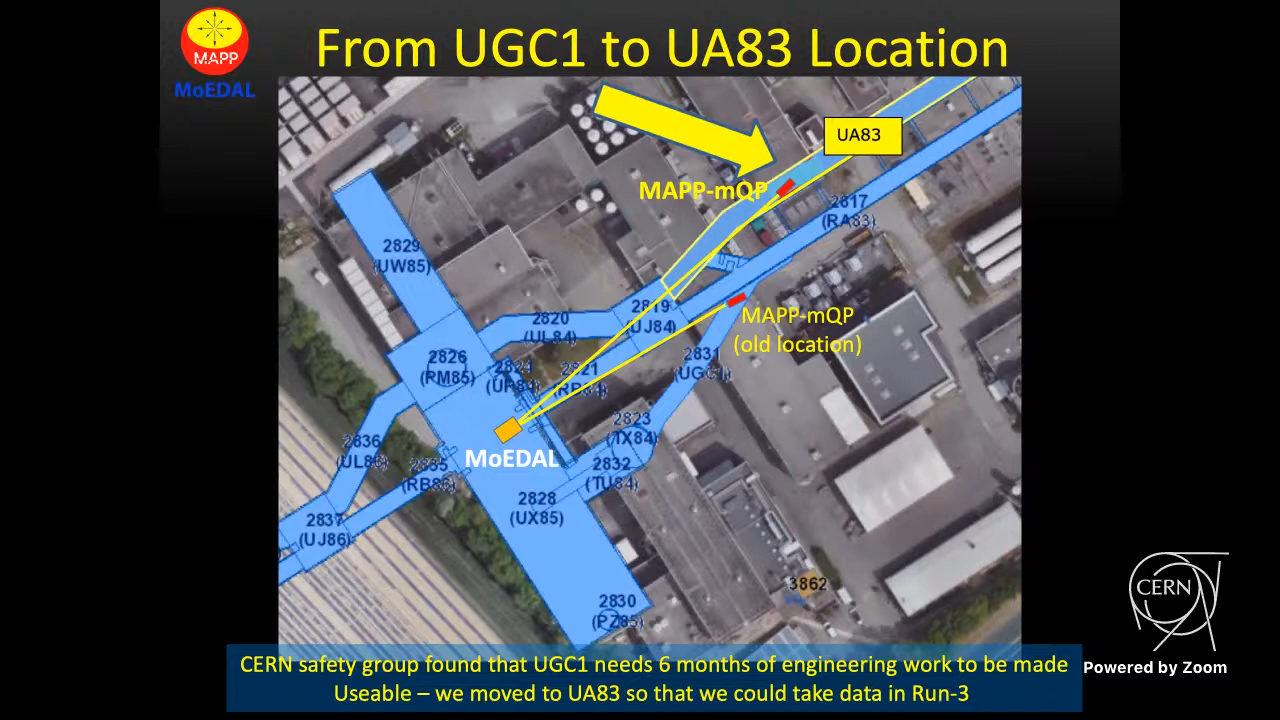 From UGC1 to UA83 Location
MAPP
MoEDAL
UA83
MAPP-mQP
2817
(RA83)
2829
(UW85)
2819
(UJ84)
MAPP-mQP
(old location)
2820
(UL84)
2831
(UGC1)
2826
(PM85)
2824
2821
2823
(TX84)
2836
MoEDAL
2832
(TU84)
2828
(UX85)
2837
(UJ86)
3862
2830
(PZ85)
CERN
CERN safety group found that UGC1 needs 6 months of engineering work to be made
Useable – we moved to UA83 so that we could take data in Run-3
Powered by Zoom